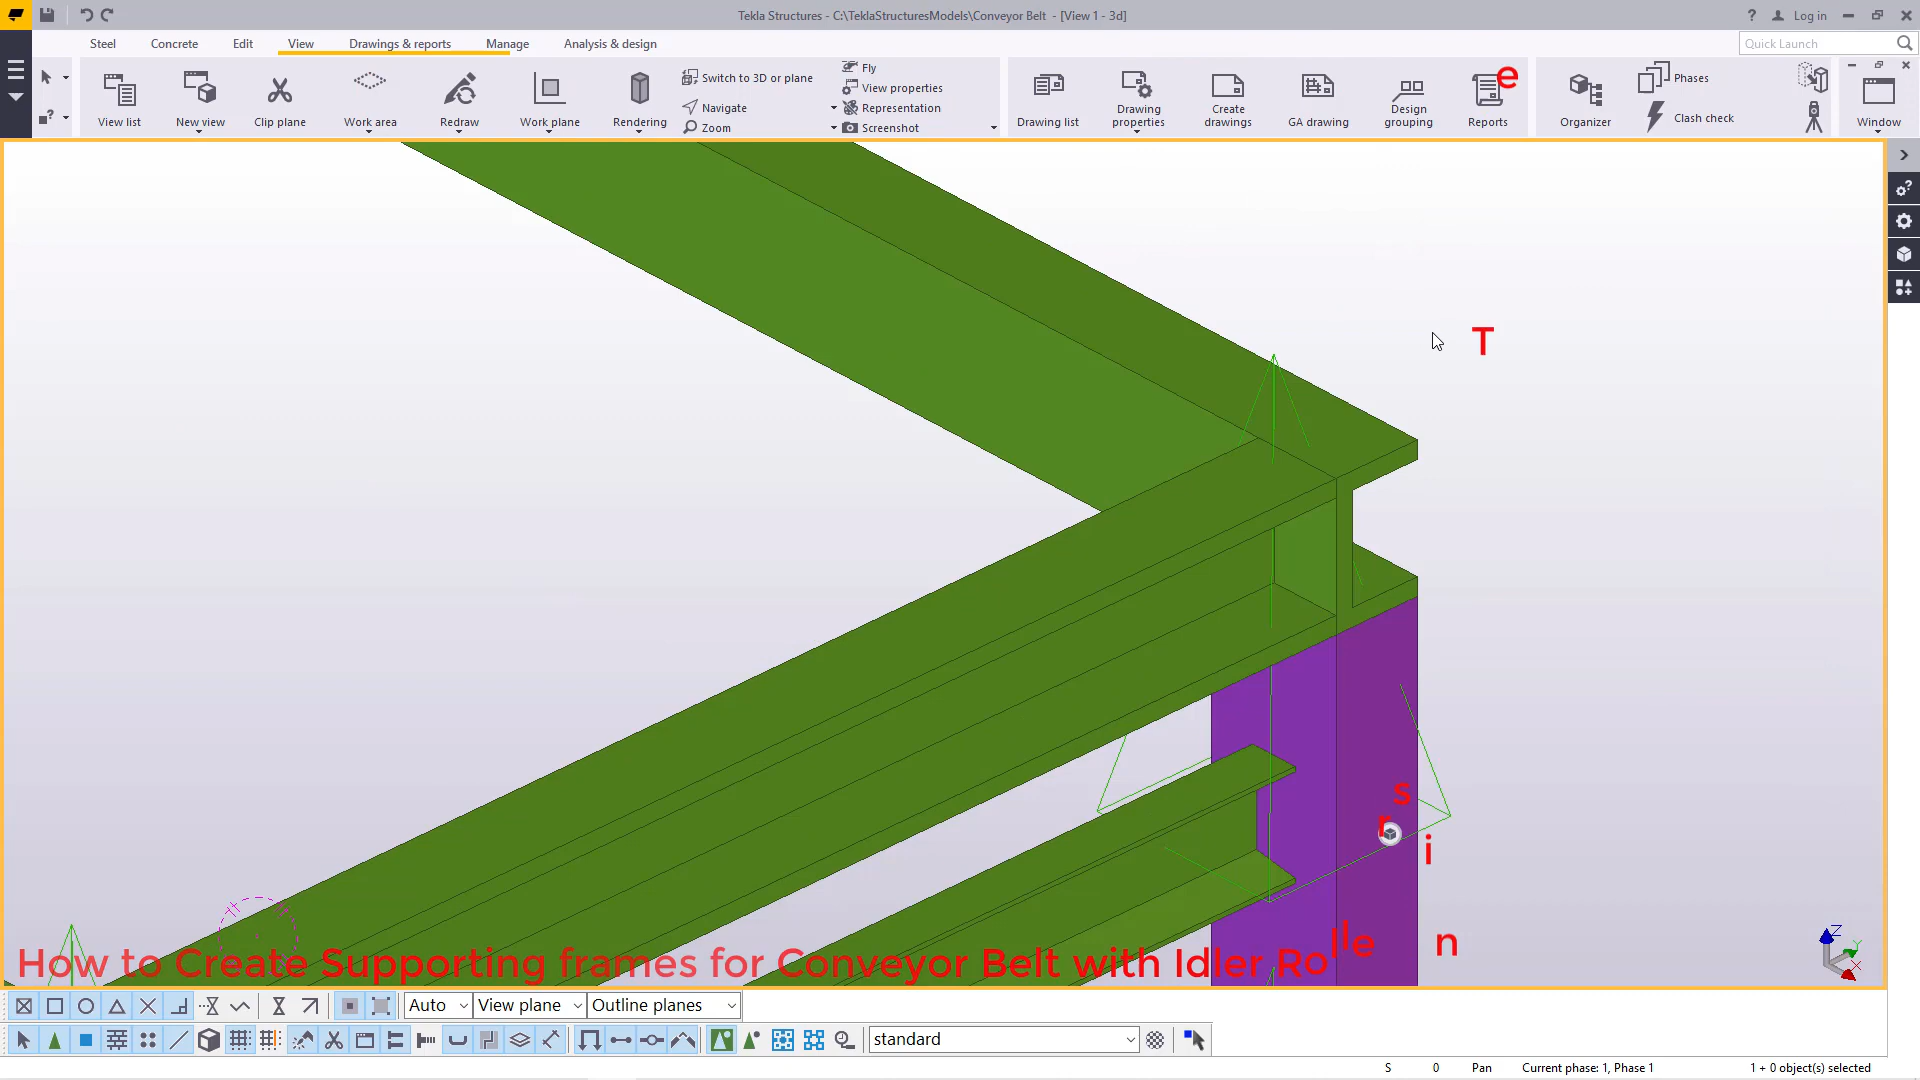 Tekla Structures - C:\TeklaStructuresModels\Conveyor Belt - [View 1 - 3d]
? Log in
Steel Concrete Edit View Drawings & reports Manage Analysis & design
Quick Launch
View list
New view
Clip plane
Work area
Redraw
Work plane
Rendering
Switch to 3D or plane
Navigate
Zoom
Fly
View properties
Representation
Screenshot
Drawing list
Drawing properties
Create drawings
GA drawing
Design grouping
Reports
e
Organizer
Phases
Clash check
Window
T
s
r
i
n
How to Create Supporting frames for Conveyor Belt with Idler Rolle
Z
Y
X
Auto View plane Outline planes
standard
S 0 Pan Current phase: 1, Phase 1 1 + 0 object(s) selected